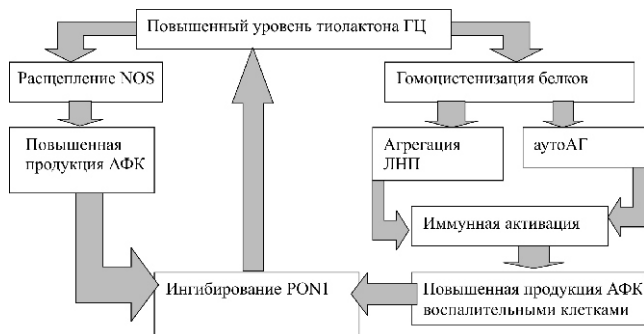 Повышенный уровень тиолактона ГЦ
Расщепление NOS
Гомоцистенизация белков
Повышенная
продукция АФК
Агрегация
ЛНП
аутоАГ
Иммунная активация
Ингибирование PON1
Повышенная продукция АФК
воспалительными клетками